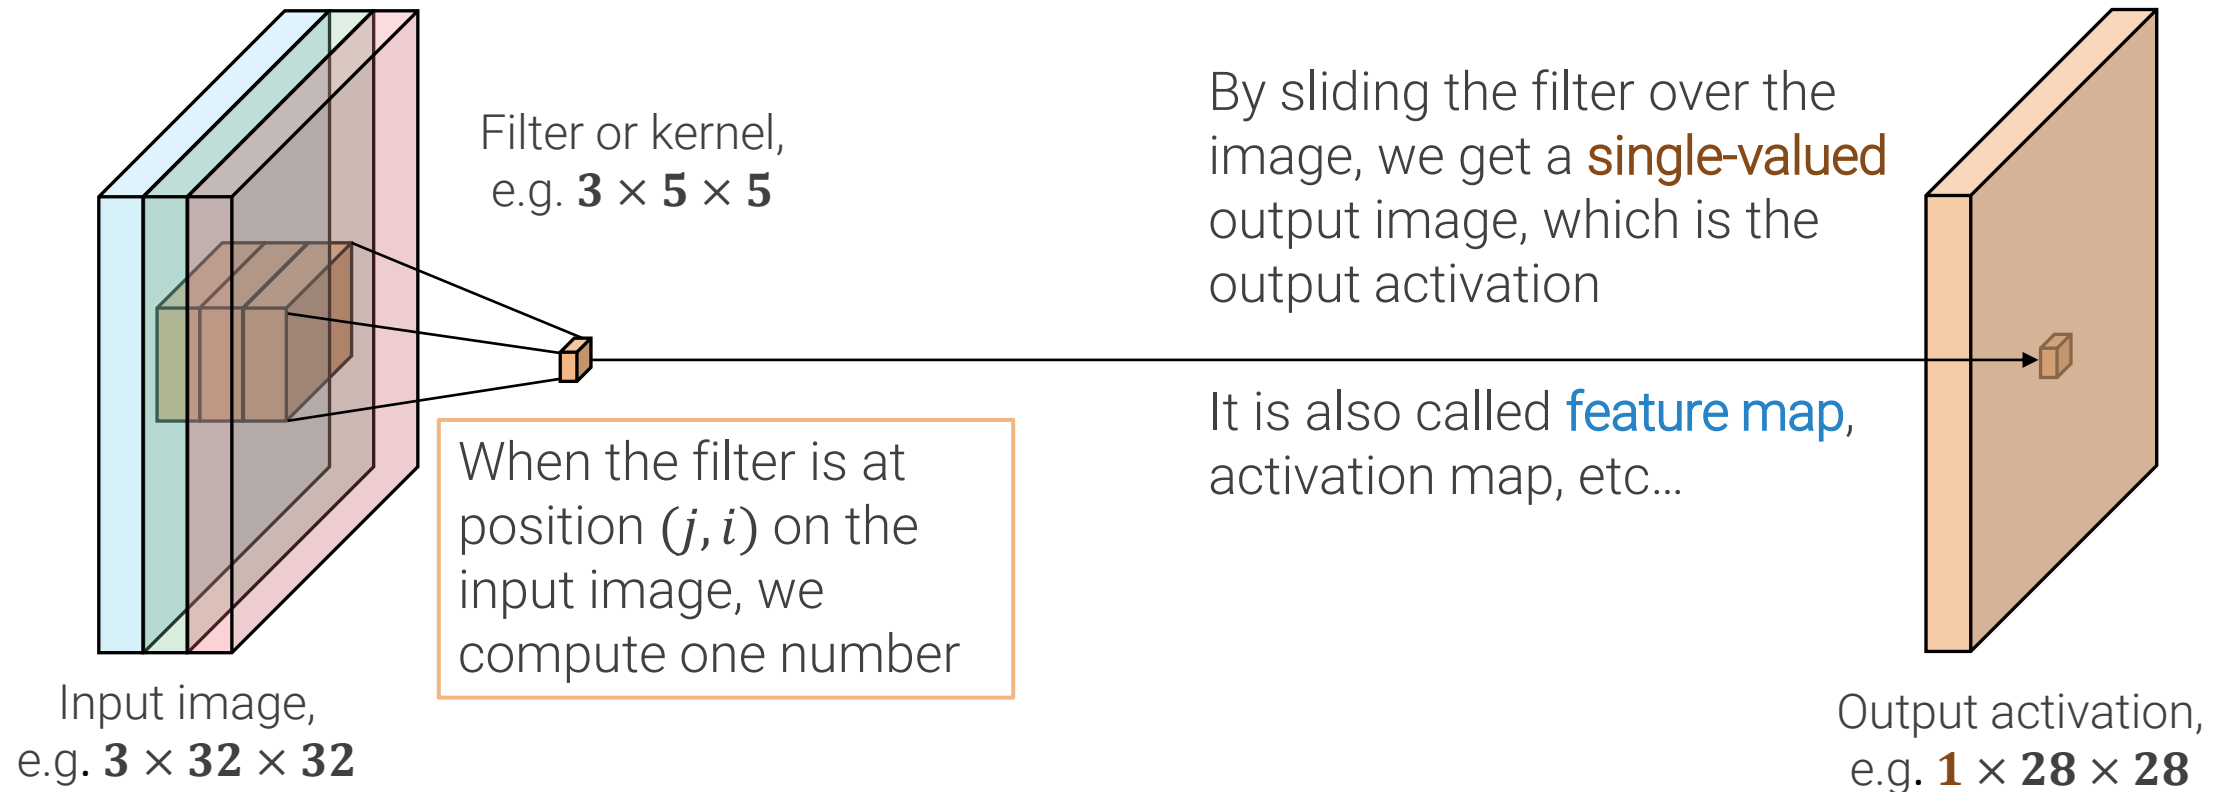 Filter or kernel,
e.g. 3 × 5 × 5
By sliding the filter over the
image, we get a single-valued
output image, which is the
output activation
It is also called feature map,
activation map, etc…
When the filter is at
position (j, i) on the
input image, we
compute one number
Input image,
e.g. 3 × 32 × 32
Output activation,
e.g. 1 × 28 × 28